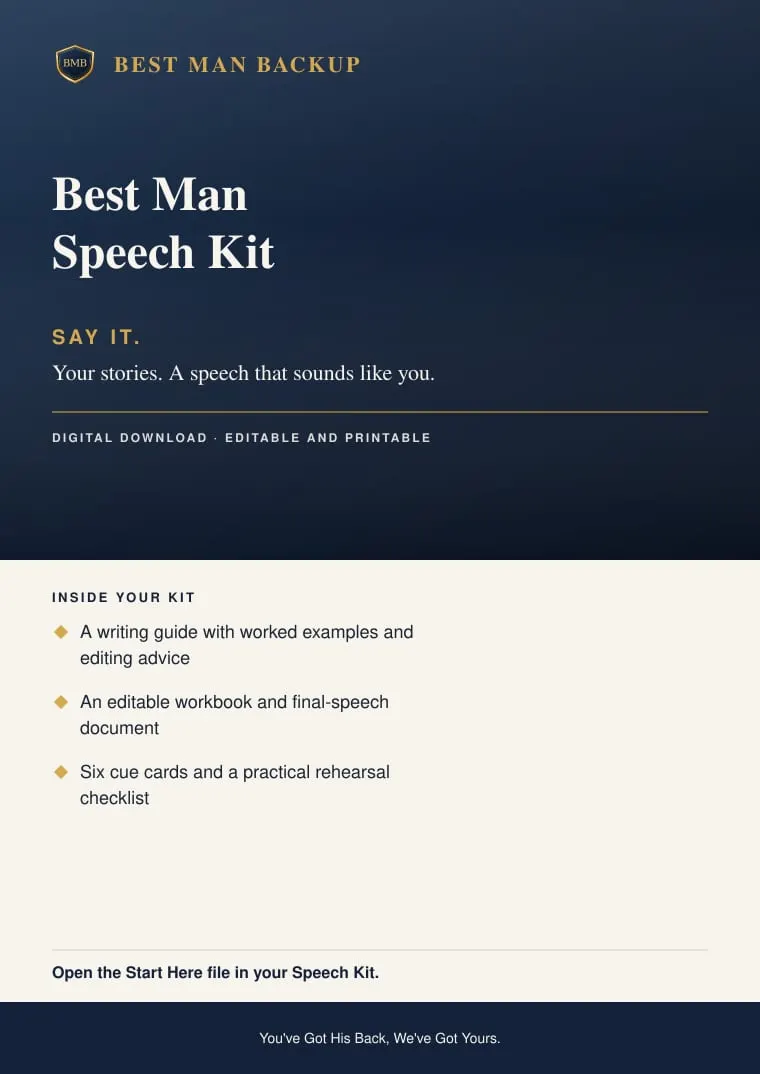 BMB
BEST MAN BACKUP
Best Man
Speech Kit
SAY IT.
Your stories. A speech that sounds like you.
DIGITAL DOWNLOAD · EDITABLE AND PRINTABLE
INSIDE YOUR KIT
A writing guide with worked examples and
editing advice
An editable workbook and final-speech
document
Six cue cards and a practical rehearsal
checklist
Open the Start Here file in your Speech Kit.
You've Got His Back, We've Got Yours.